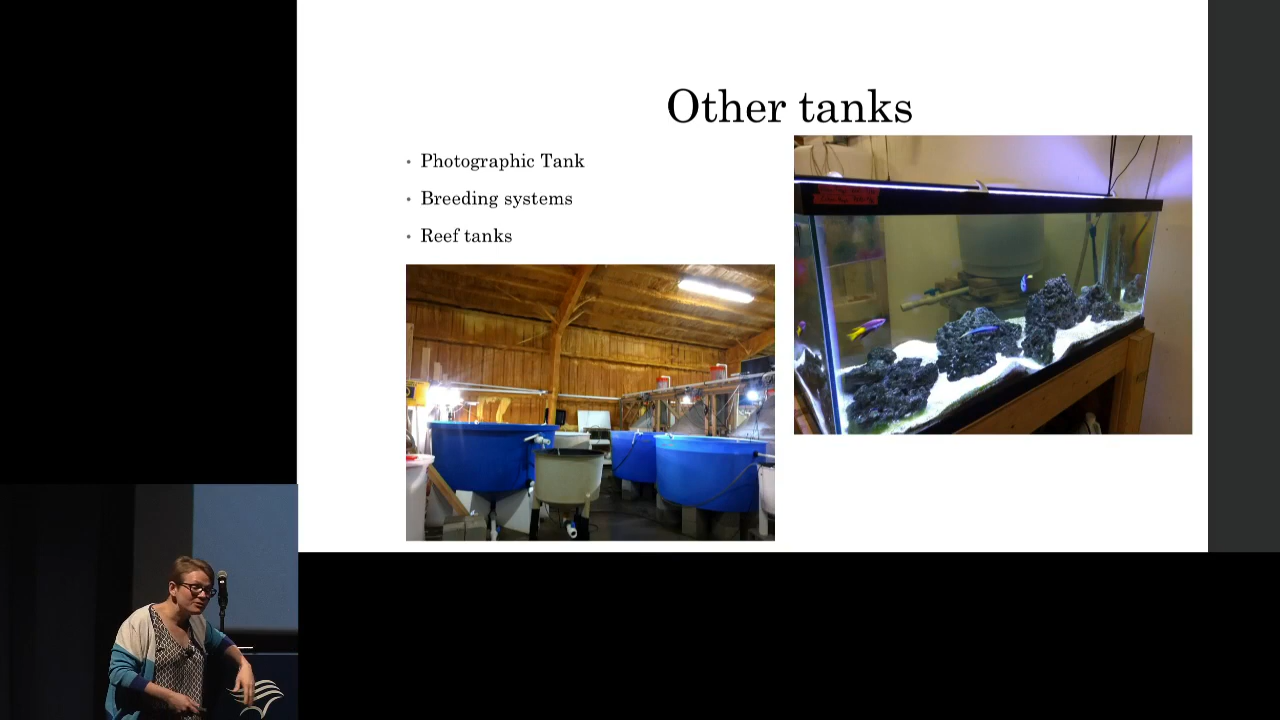 Other tanks
• Photographic Tank
• Breeding systems
• Reef tanks